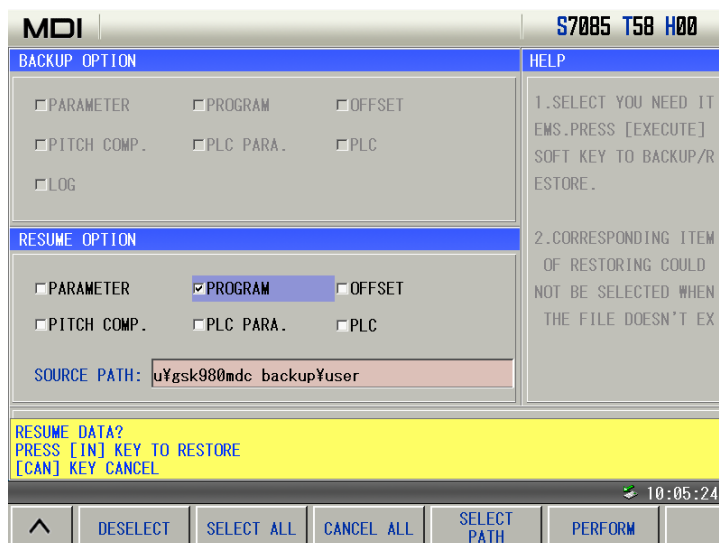 MDI
S7085 T58 H00
BACKUP OPTION
PARAMETER PROGRAM OFFSET
PITCH COMP. PLC PARA. PLC
LOG
RESUME OPTION
PARAMETER PROGRAM OFFSET
PITCH COMP. PLC PARA. PLC
SOURCE PATH: u¥gsk980mdc backup¥user
HELP
1.SELECT YOU NEED IT
EMS.PRESS [EXECUTE]
SOFT KEY TO BACKUP/R
ESTORE.
2.CORRESPONDING ITEM
OF RESTORING COULD
NOT BE SELECTED WHEN
THE FILE DOESN'T EX
RESUME DATA?
PRESS [IN] KEY TO RESTORE
[CAN] KEY CANCEL
10:05:24
^ DESELECT SELECT ALL CANCEL ALL SELECT PATH PERFORM